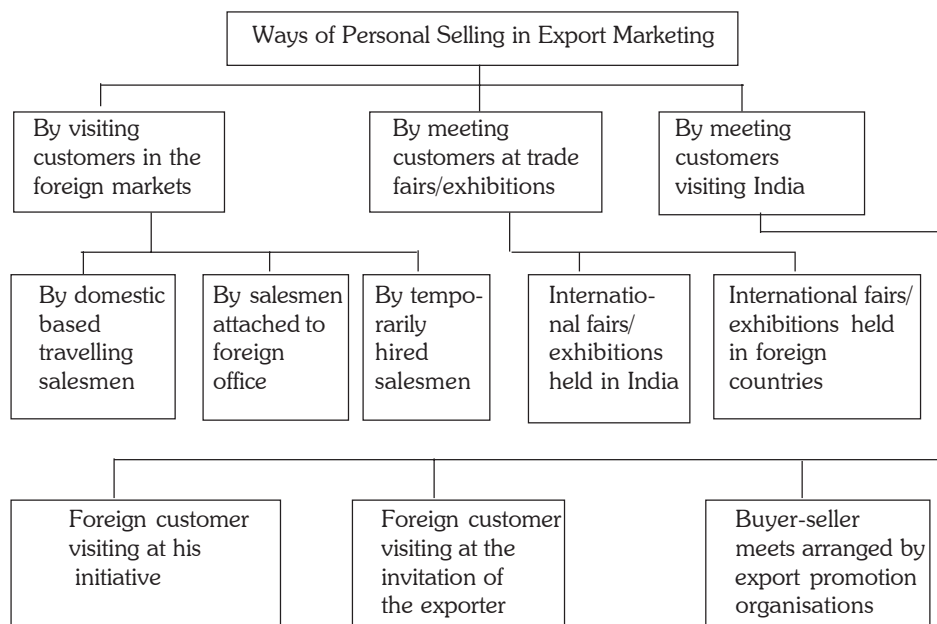 Ways of Personal Selling in Export Marketing
By visiting
customers in the
foreign markets
By meeting
customers at trade
fairs/exhibitions
By meeting
customers
visiting India
By domestic
based
travelling
salesmen
By salesmen
attached to
foreign
office
By tempo-
rarily
hired
salesmen
Internatio-
nal fairs/
exhibitions
held in India
International fairs/
exhibitions held
in foreign
countries
Foreign customer
visiting at his
initiative
Foreign customer
visiting at the
invitation of
the exporter
Buyer-seller
meets arranged by
export promotion
organisations